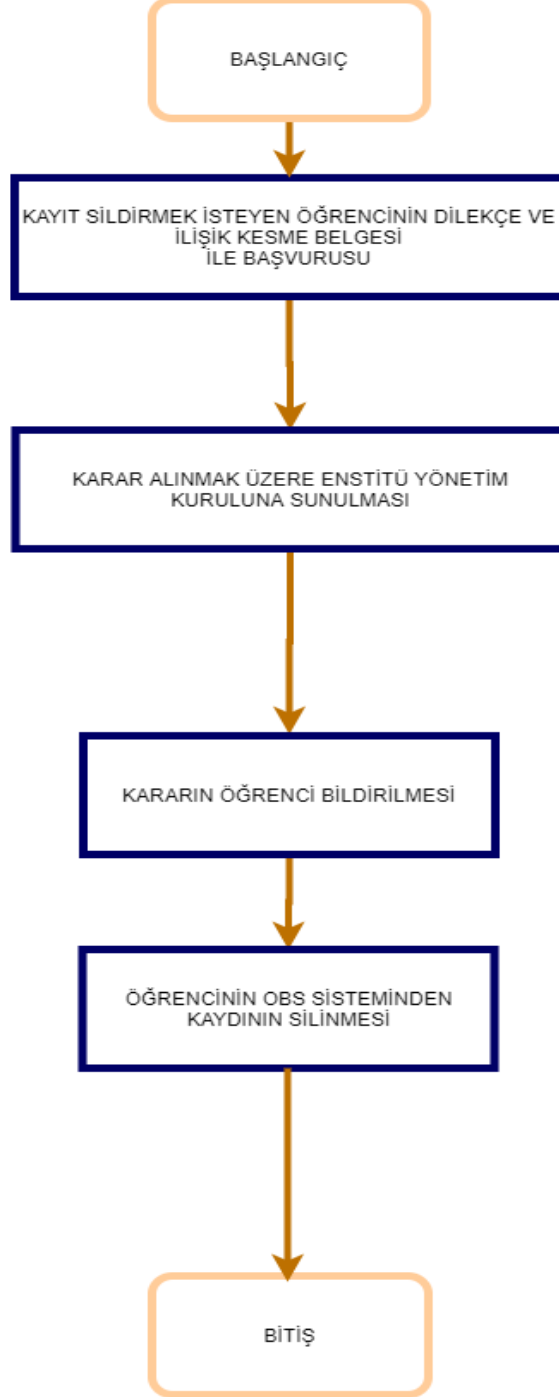 BAŞLANGIÇ
KAYIT SİLDİRMEK İSTEYEN ÖĞRENCİNİN DİLEKÇE VE
İLİŞİK KESME BELGESİ
İLE BAŞVURUSU
KARAR ALINMAK ÜZERE ENSTİTÜ YÖNETİM
KURULUNA SUNULMASI
KARARIN ÖĞRENCİ BİLDİRİLMESİ
ÖĞRENCİNİN OBS SİSTEMİNDEN
KAYDININ SİLİNMESİ
BİTİŞ